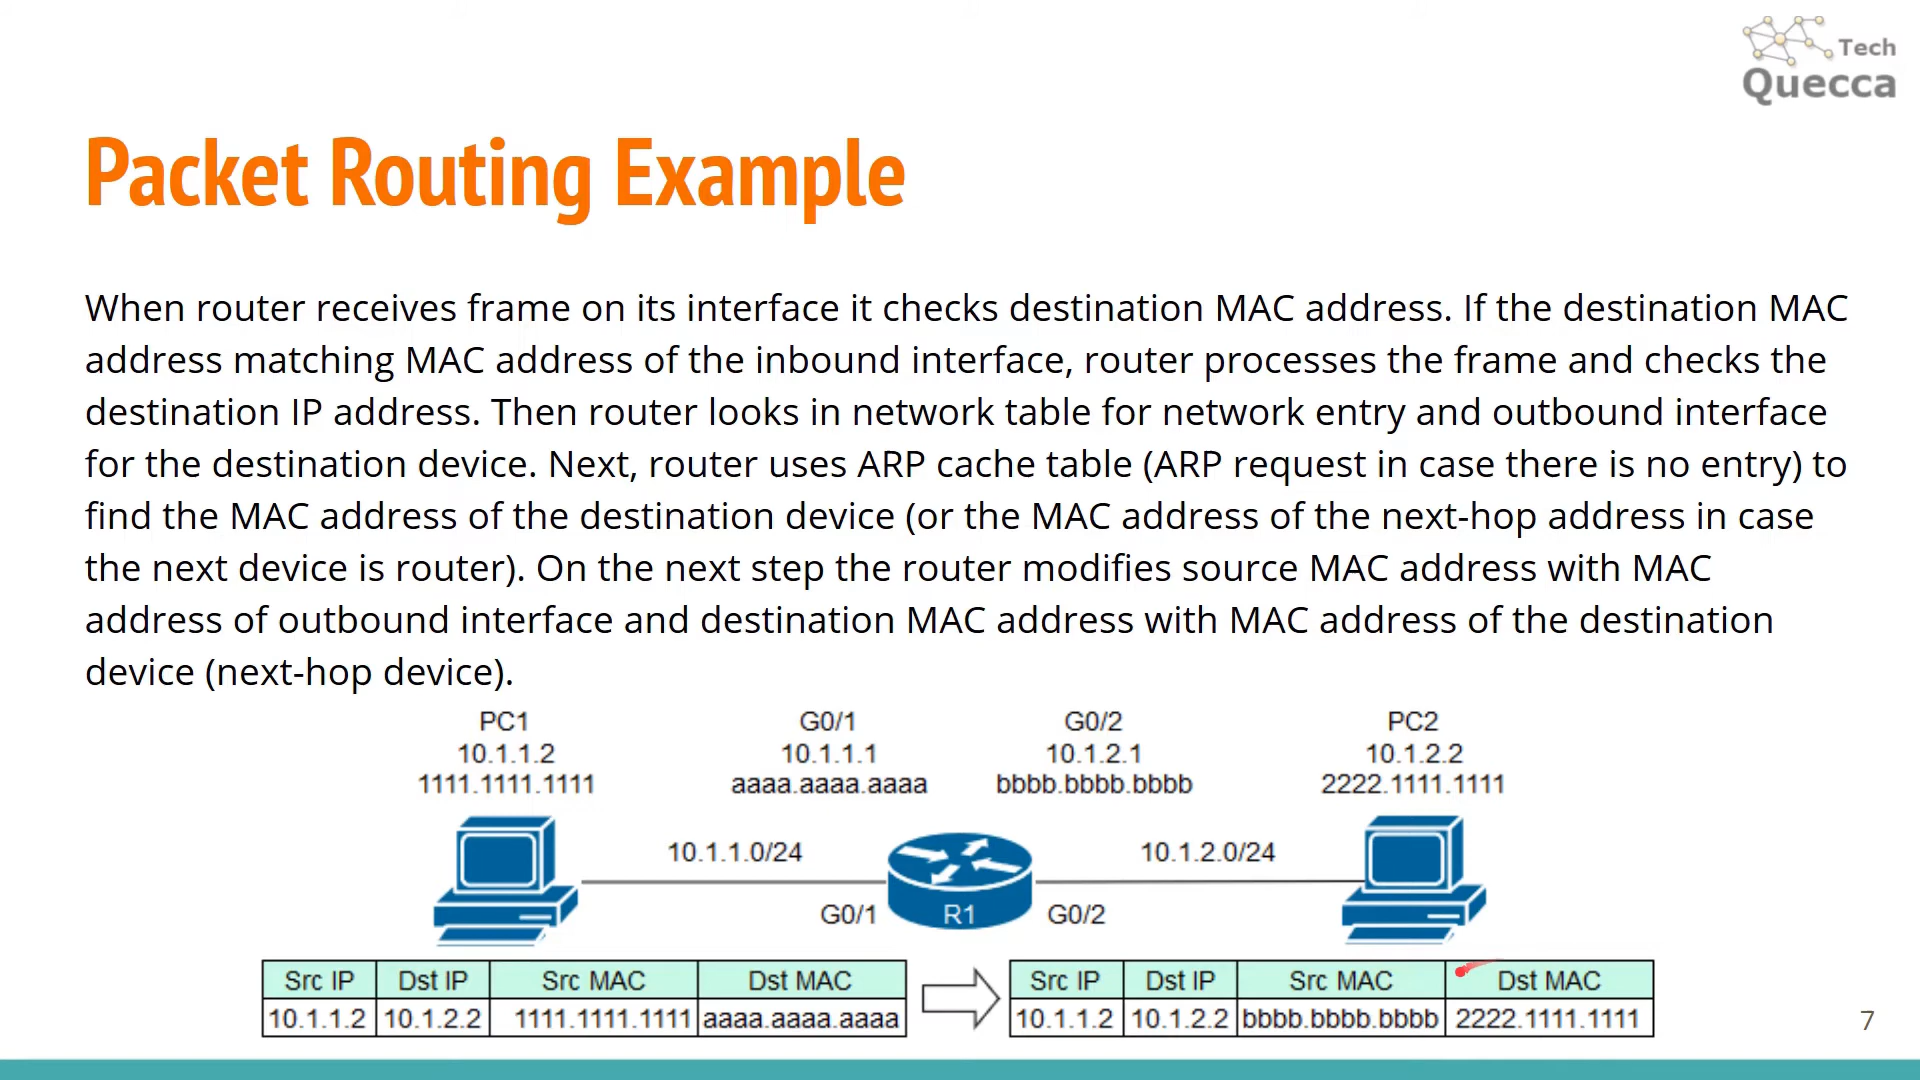 Tech
Quecca
Packet Routing Example
When router receives frame on its interface it checks destination MAC address. If the destination MAC
address matching MAC address of the inbound interface, router processes the frame and checks the
destination IP address. Then router looks in network table for network entry and outbound interface
for the destination device. Next, router uses ARP cache table (ARP request in case there is no entry) to
find the MAC address of the destination device (or the MAC address of the next-hop address in case
the next device is router). On the next step the router modifies source MAC address with MAC
address of outbound interface and destination MAC address with MAC address of the destination
device (next-hop device).
PC1 G0/1 G0/2 PC2
10.1.1.2 10.1.1.1 10.1.2.1 10.1.2.2
1111.1111.1111 aaaa.aaaa.aaaa bbbb.bbbb.bbbb 2222.1111.1111
10.1.1.0/24 10.1.2.0/24
G0/1 R1 G0/2
Src IP Dst IP Src MAC Dst MAC Src IP Dst IP Src MAC Dst MAC
10.1.1.2 10.1.2.2 1111.1111.1111 aaaa.aaaa.aaaa 10.1.1.2 10.1.2.2 bbbb.bbbb.bbbb 2222.1111.1111
7